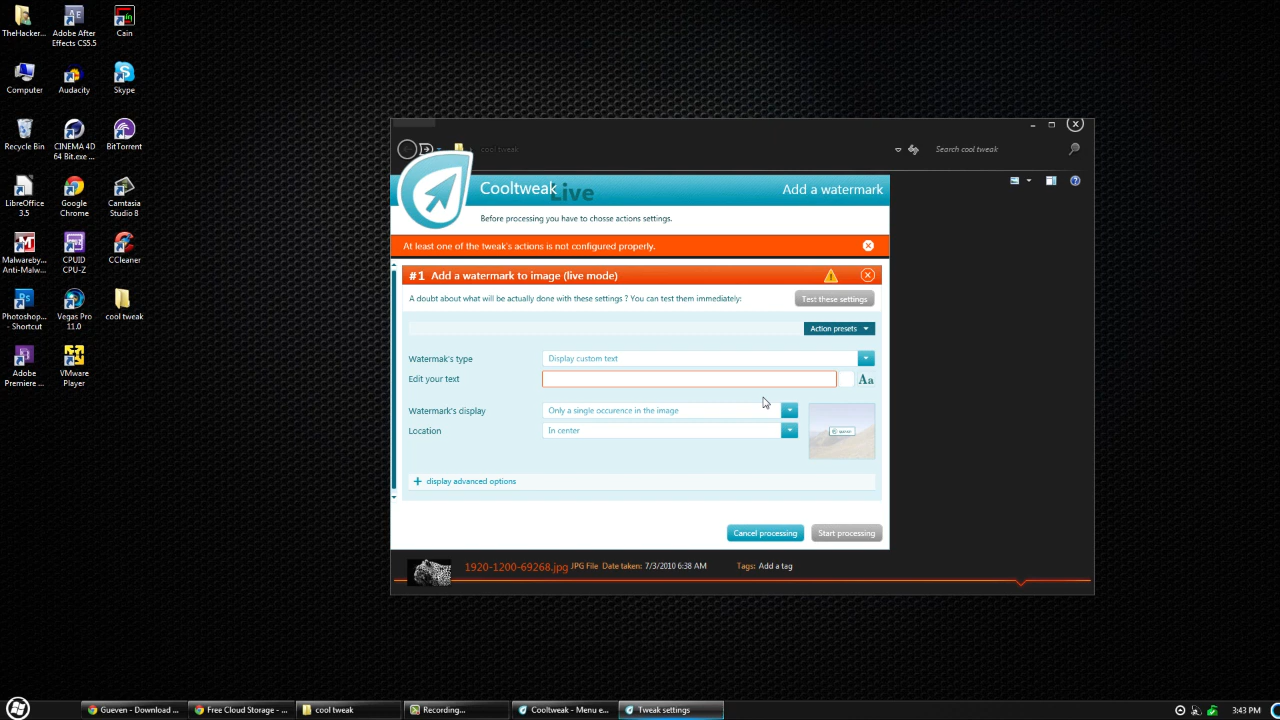 TheHacker...
Adobe After
Effects CS5.5
Cain
Computer
Audacity
Skype
Recycle Bin
CINEMA 4D
64 Bit.exe ...
BitTorrent
LibreOffice
3.5
Google
Chrome
Camtasia
Studio 8
Malwareby...
Anti-Malw...
CPUID
CPU-Z
CCleaner
Photoshop...
- Shortcut
Vegas Pro
11.0
cool tweak
Adobe
Premiere ...
VMware
Player
cool tweak
Search cool tweak
Cooltweak Live
Add a watermark
Before processing you have to chosse actions settings.
At least one of the tweak's actions is not configured properly.
#1 Add a watermark to image (live mode)
A doubt about what will be actually done with these settings ? You can test them immediately:
Test these settings
Action presets
Watermak's type
Display custom text
Edit your text
Aa
Watermark's display
Only a single occurence in the image
Location
In center
+ display advanced options
Cancel processing
Start processing
1920-1200-69268.jpg JPG File Date taken: 7/3/2010 6:38 AM Tags: Add a tag
Gueven - Download ...
Free Cloud Storage - ...
cool tweak
Recording...
Cooltweak - Menu e...
Tweak settings
3:43 PM